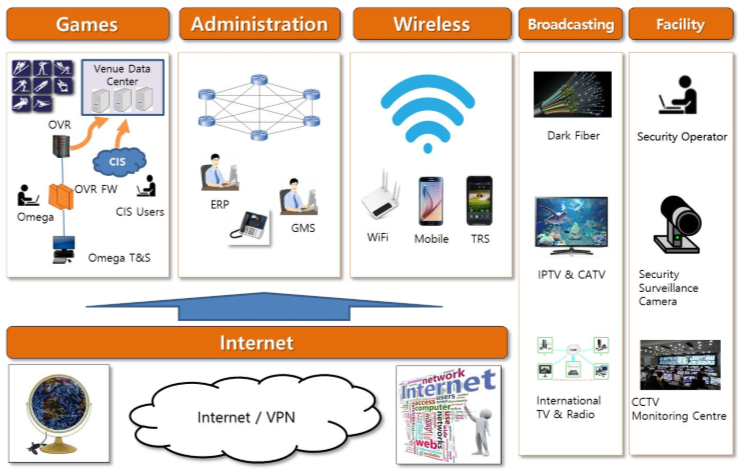 Games
Administration
Wireless
Broadcasting
Facility
Venue Data
Center
OVR
CIS
OVR FW
Omega
CIS Users
Omega T&S
ERP
GMS
WiFi
Mobile
TRS
Dark Fiber
IPTV & CATV
International
TV & Radio
Security Operator
Security
Surveillance
Camera
CCTV
Monitoring Centre
Internet
Internet / VPN
network
Internet
access
users
computer
networks
use
web